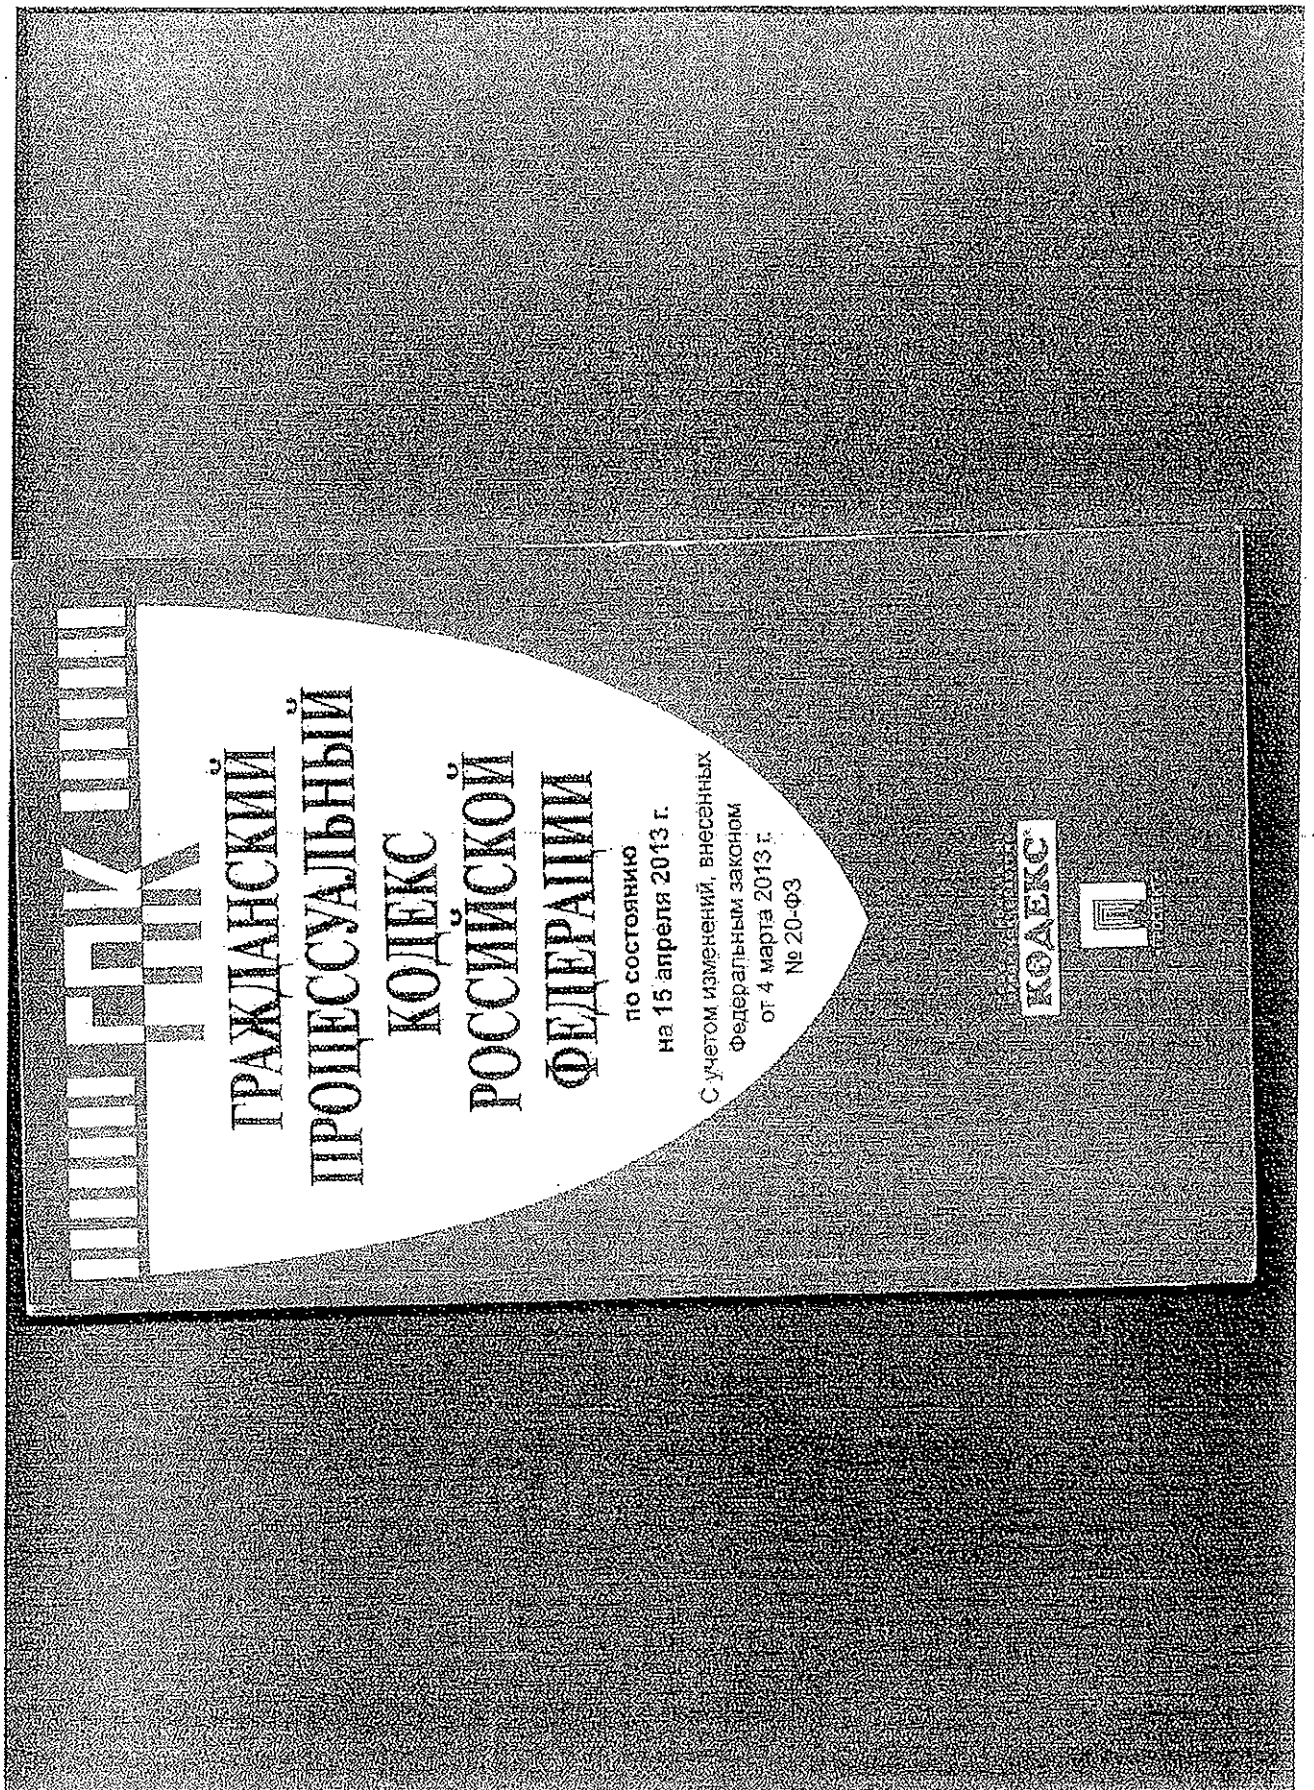 ГПК
ГРАЖДАНСКИЙ
ПРОЦЕССУАЛЬНЫЙ
КОДЕКС
РОССИЙСКОЙ
ФЕДЕРАЦИИ
по состоянию
на 15 апреля 2013 г.
С учетом изменений, внесенных
Федеральным законом
от 4 марта 2013 г.
№ 20-ФЗ
КОДЕКС